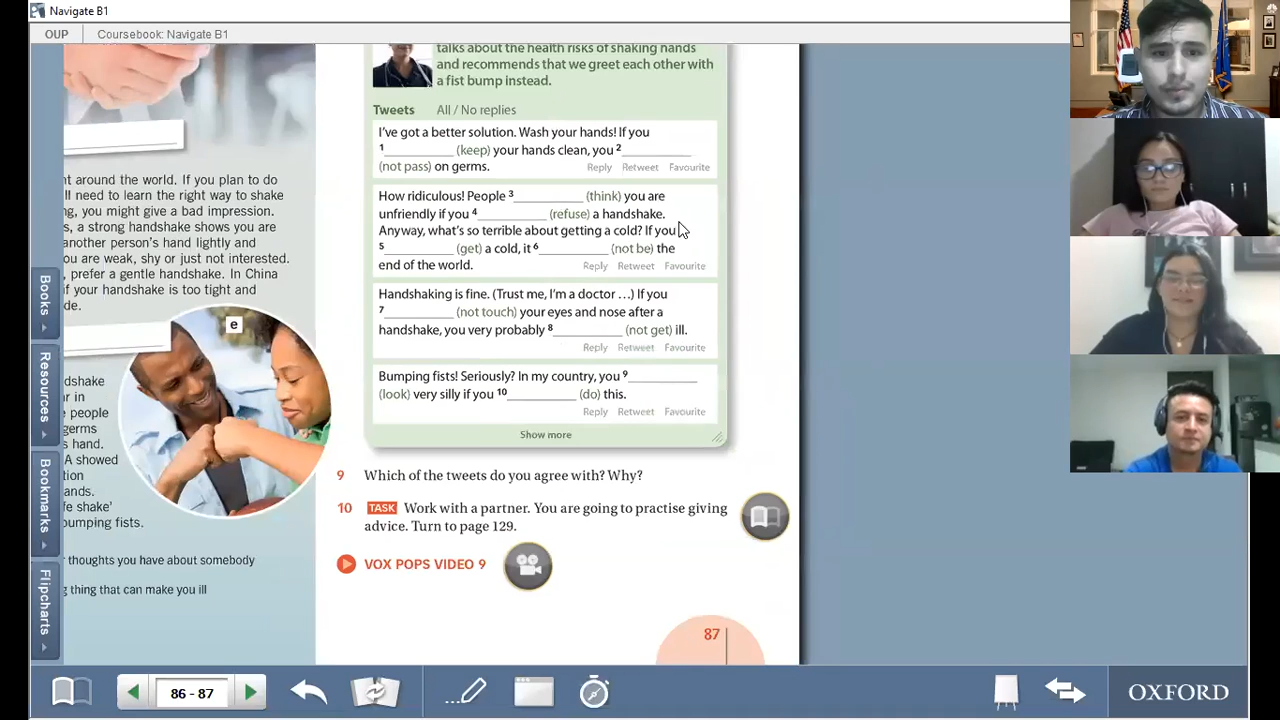 Navigate B1
OUP
Coursebook: Navigate B1
talks about the health risks of shaking hands
and recommends that we greet each other with
a fist bump instead.
Tweets All / No replies
I've got a better solution. Wash your hands! If you
1__________ (keep) your hands clean, you 2__________
(not pass) on germs.
Reply Retweet Favourite
How ridiculous! People 3__________ (think) you are
unfriendly if you 4__________ (refuse) a handshake.
Anyway, what's so terrible about getting a cold? If you
5__________ (get) a cold, it 6__________ (not be) the
end of the world.
Reply Retweet Favourite
Handshaking is fine. (Trust me, I'm a doctor …) If you
7__________ (not touch) your eyes and nose after a
handshake, you very probably 8__________ (not get) ill.
Reply Retweet Favourite
Bumping fists! Seriously? In my country, you 9__________
(look) very silly if you 10__________ (do) this.
Reply Retweet Favourite
Show more
9 Which of the tweets do you agree with? Why?
10 TASK Work with a partner. You are going to practise giving
advice. Turn to page 129.
VOX POPS VIDEO 9
87
nt around the world. If you plan to do
ll need to learn the right way to shake
ng, you might give a bad impression.
s, a strong handshake shows you are
another person's hand lightly and
ou are weak, shy or just not interested.
, prefer a gentle handshake. In China
if your handshake is too tight and
de.
e
ndshake
ar in
e people
germs
s hand.
A showed
tion
ands.
fe shake'
bumping fists.
r thoughts you have about somebody
g thing that can make you ill
Books
Resources
Bookmarks
Flipcharts
86 - 87
OXFORD